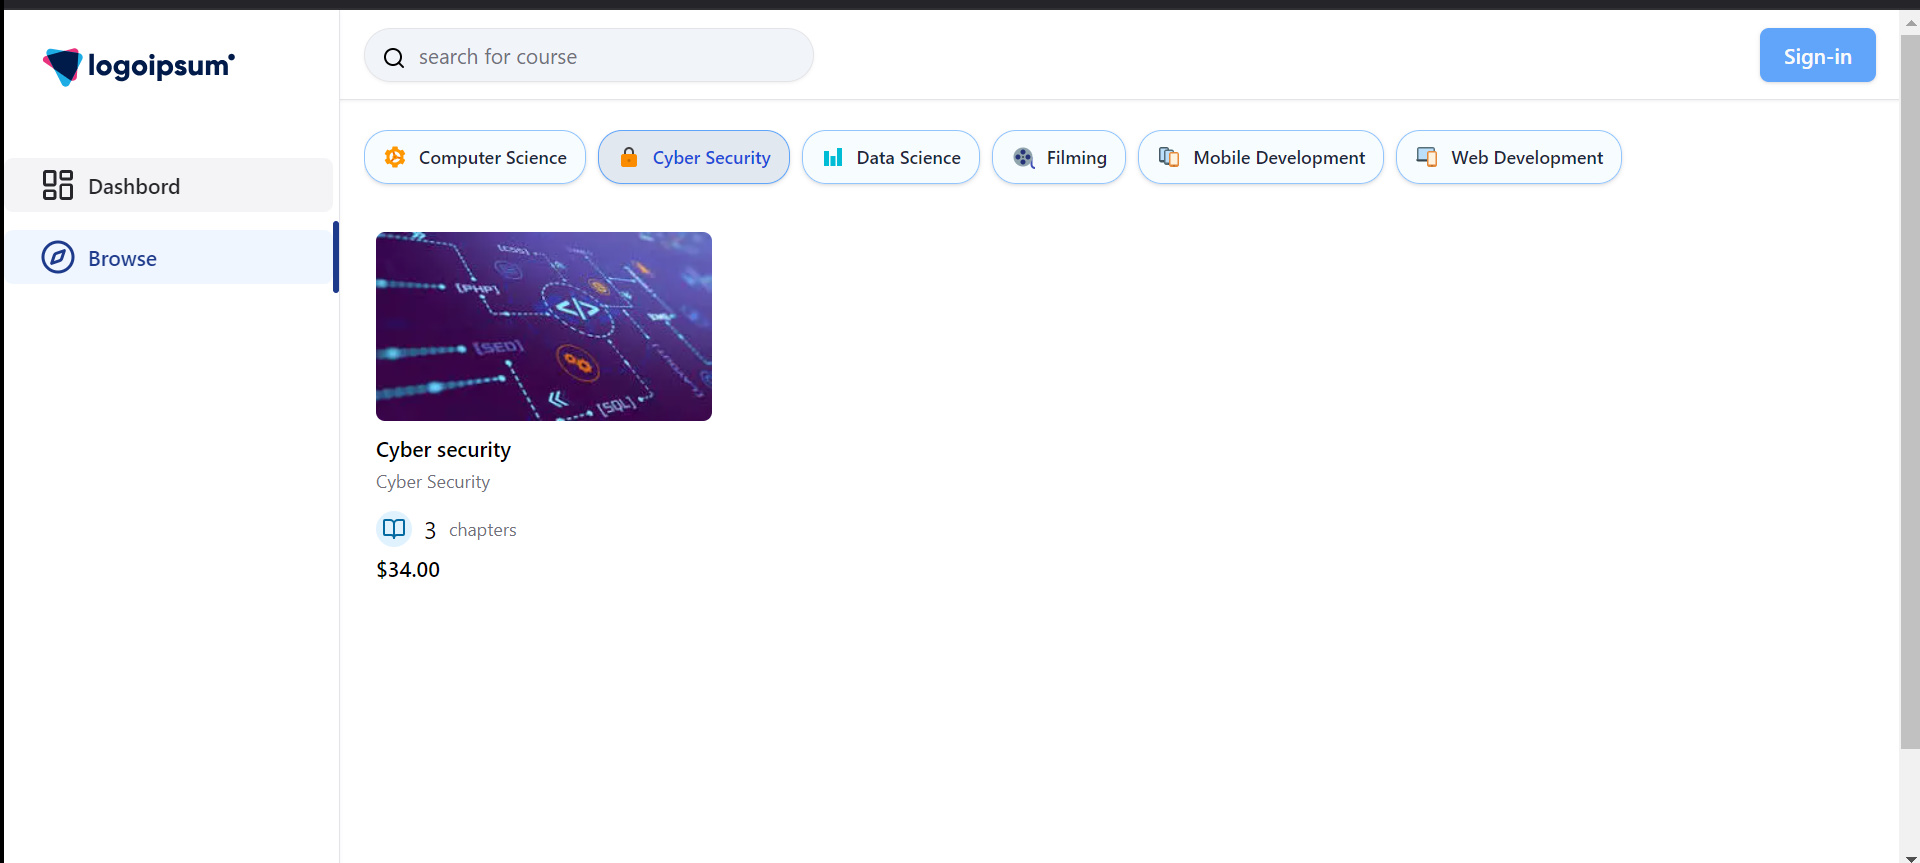 logoipsum
search for course
Sign-in
Computer Science
Cyber Security
Data Science
Filming
Mobile Development
Web Development
Dashbord
Browse
[CSS]
[PHP]
</>
[SEO]
[SQL]
Cyber security
Cyber Security
3 chapters
$34.00